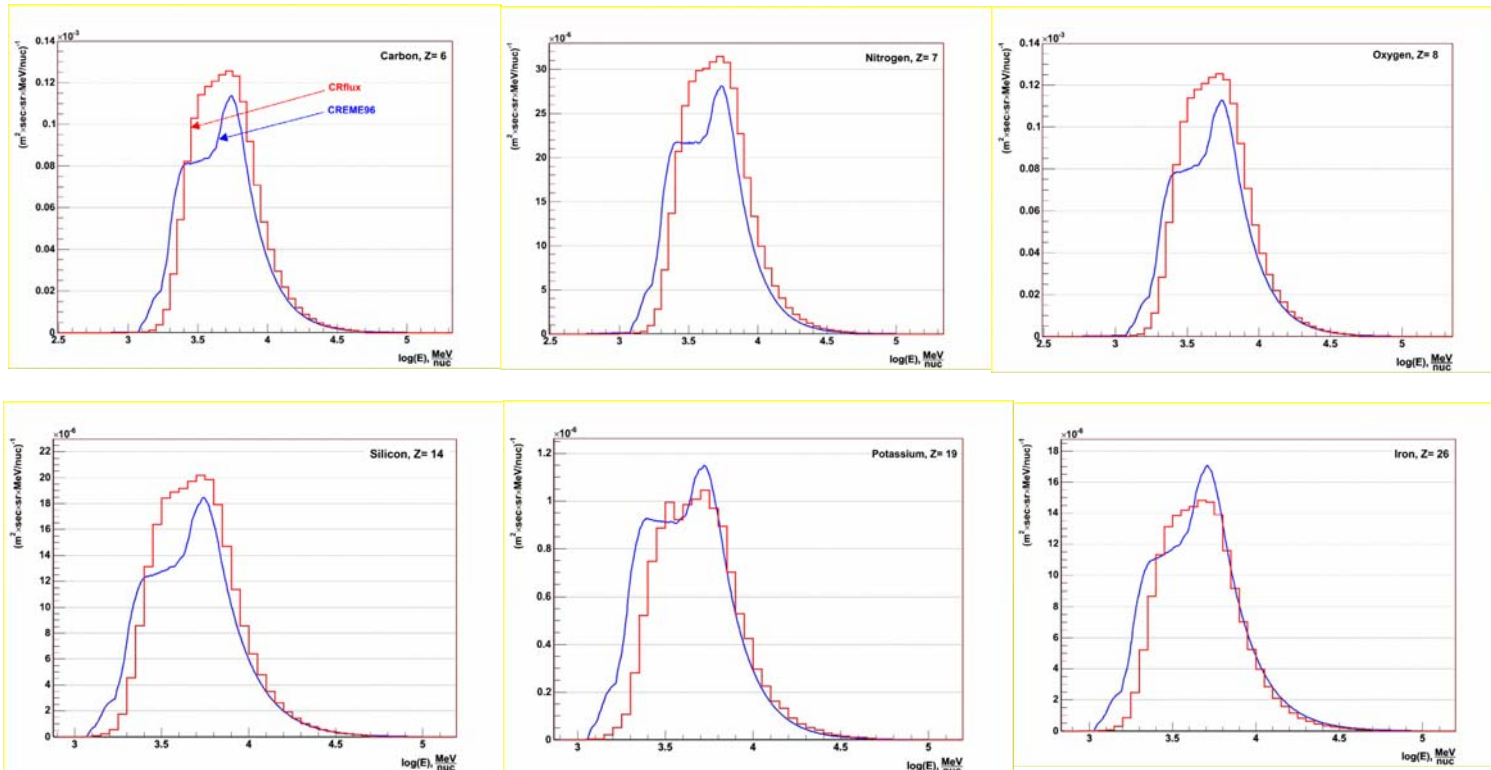 ×10⁻³
Carbon, Z= 6
(m²×sec×sr×MeV/nuc)⁻¹
0.14
0.12
0.1
0.08
0.06
0.04
0.02
0
CRflux
CREME96
2.5 3 3.5 4 4.5 5
log(E), MeV
nuc
×10⁻⁶
Nitrogen, Z= 7
(m²×sec×sr×MeV/nuc)⁻¹
30
25
20
15
10
5
0
2.5 3 3.5 4 4.5 5
log(E), MeV
nuc
×10⁻³
Oxygen, Z= 8
(m²×sec×sr×MeV/nuc)⁻¹
0.14
0.12
0.1
0.08
0.06
0.04
0.02
0
2.5 3 3.5 4 4.5 5
log(E), MeV
nuc
×10⁻⁶
Silicon, Z= 14
(m²×sec×sr×MeV/nuc)⁻¹
22
20
18
16
14
12
10
8
6
4
2
0
3 3.5 4 4.5 5
log(E), MeV
nuc
×10⁻⁶
Potassium, Z= 19
(m²×sec×sr×MeV/nuc)⁻¹
1.2
1
0.8
0.6
0.4
0.2
0
3 3.5 4 4.5 5
log(E), MeV
nuc
×10⁻⁶
Iron, Z= 26
(m²×sec×sr×MeV/nuc)⁻¹
18
16
14
12
10
8
6
4
2
0
3 3.5 4 4.5 5
log(E), MeV
nuc